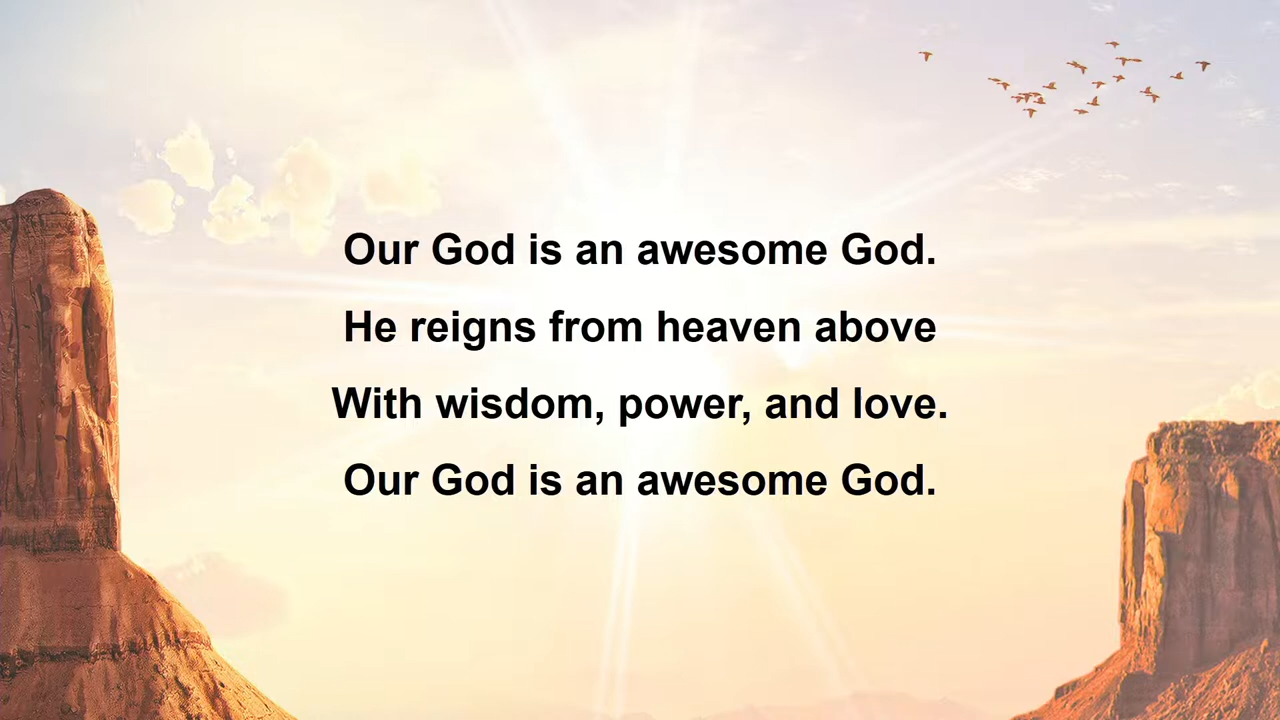 Our God is an awesome God.
He reigns from heaven above
With wisdom, power, and love.
Our God is an awesome God.